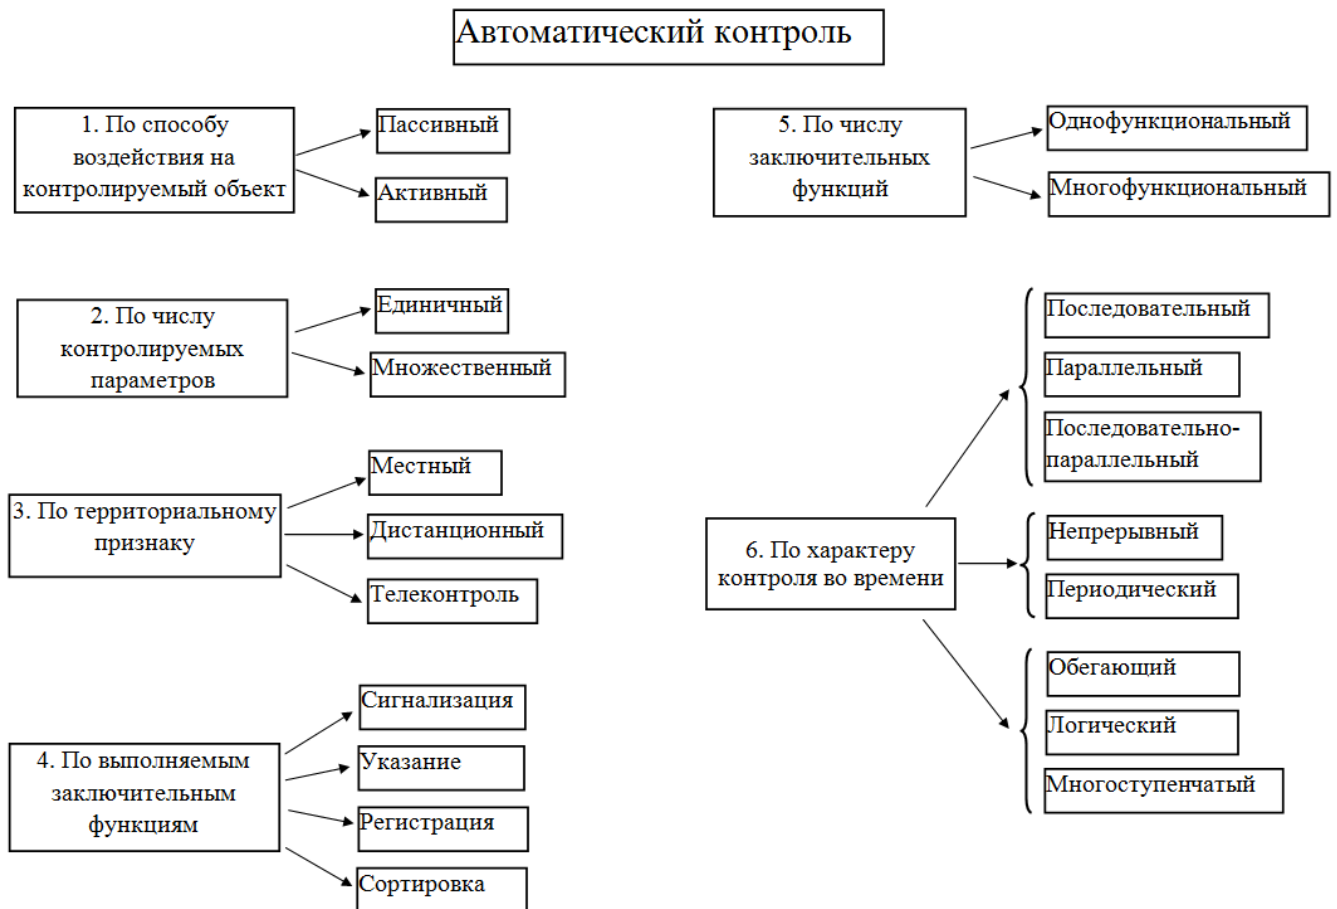 Автоматический контроль
1. По способу
воздействия на
контролируемый объект
Пассивный
Активный
2. По числу
контролируемых
параметров
Единичный
Множественный
3. По территориальному
признаку
Местный
Дистанционный
Телеконтроль
4. По выполняемым
заключительным
функциям
Сигнализация
Указание
Регистрация
Сортировка
5. По числу
заключительных
функций
Однофункциональный
Многофункциональный
6. По характеру
контроля во времени
Последовательный
Параллельный
Последовательно-
параллельный
Непрерывный
Периодический
Обегающий
Логический
Многоступенчатый